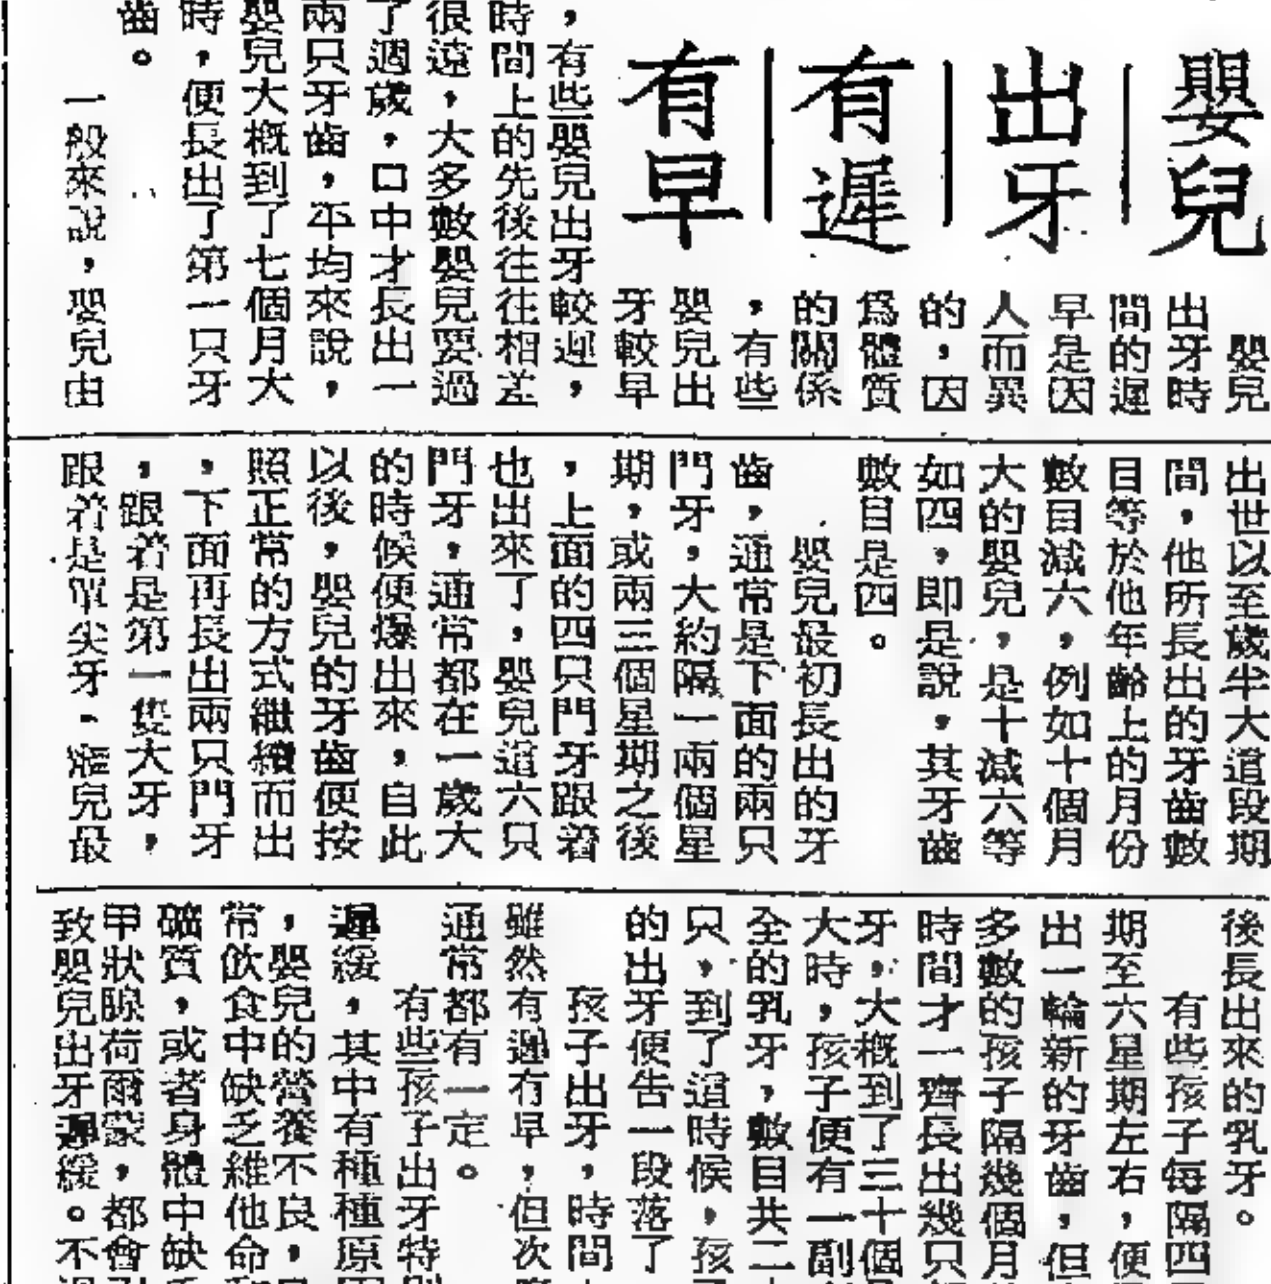 嬰兒
出牙
有遲
有早
嬰兒
出牙時
間的遲
早是因
人而異
的，因
爲體質
的關係
，有些
嬰兒出
牙較早
，有些嬰兒出牙較遲，
時間上的先後往往相差
很遠，大多數嬰兒要過
了週歲，口中才長出一
兩只牙齒，平均來說，
嬰兒大概到了七個月大
時，便長出了第一只牙
齒。
一般來說，嬰兒由
出世以至歲半大這段期
間，他所長出的牙齒數
目等於他年齡上的月份
數目減六，例如十個月
大的嬰兒，是十減六等
如四，即是說，其牙齒
數目是四。
嬰兒最初長出的牙
齒，通常是下面的兩只
門牙，大約隔一兩個星
期，或兩三個星期之後
，上面的四只門牙跟着
也出來了，嬰兒這六只
門牙，通常都在一歲大
的時候便爆出來，自此
以後，嬰兒的牙齒便按
照正常的方式繼續而出
，下面再長出兩只門牙
，跟着是第一隻大牙，
跟着是單尖牙，嬰兒最
後長出來的乳牙。
有些孩子每隔四
期至六星期左右，便
出一輪新的牙齒，但
多數的孩子隔幾個月
時間才一齊長出幾只
牙，大概到了三十個
大時，孩子便有一副
全的乳牙，數目共二
只，到了這時候，孩
的出牙便告一段落了
孩子出牙，時間
雖然有遲有早，但次
通常都有一定。
有些孩子出牙特
遲緩，其中有種種原
，嬰兒的營養不良，
常飲食中缺乏維他命
礦質，或者身體中缺
甲狀腺荷爾蒙，都會
致嬰兒出牙遲緩。不